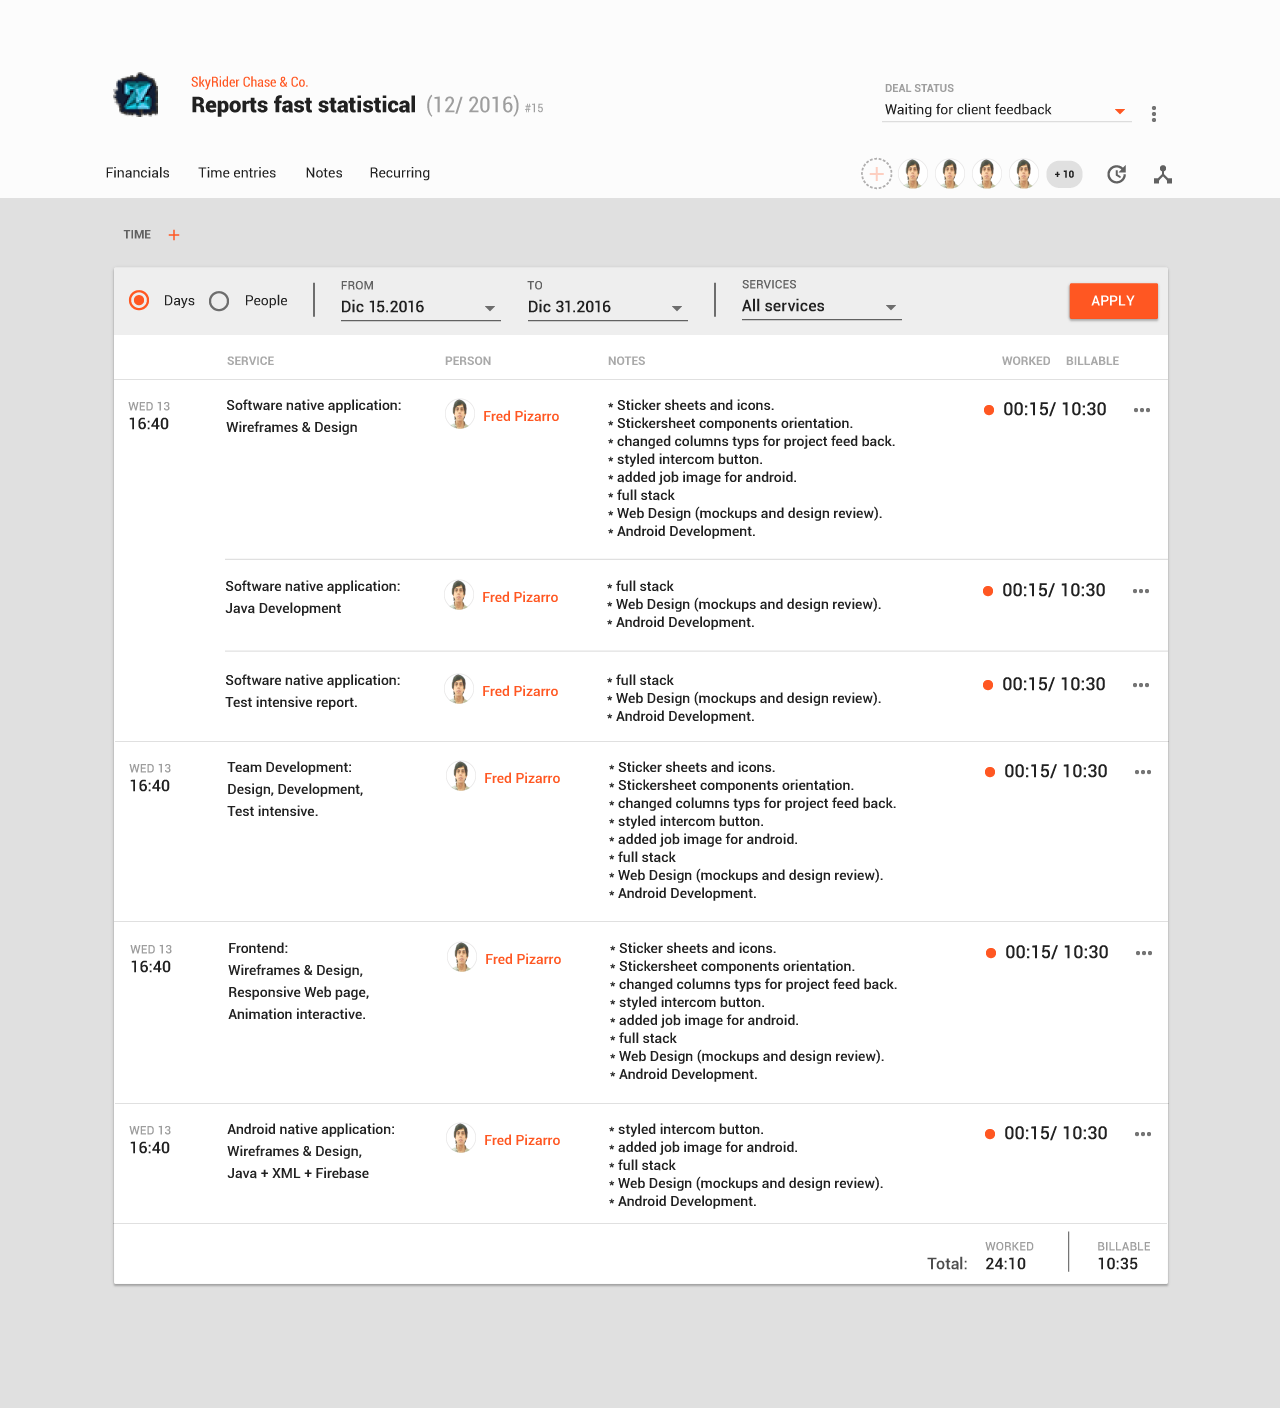 SkyRider Chase & Co.
Reports fast statistical (12/ 2016) #15
DEAL STATUS
Waiting for client feedback
Financials Time entries Notes Recurring
+ 10
TIME +
Days People
FROM
Dic 15.2016
TO
Dic 31.2016
SERVICES
All services
APPLY
SERVICE PERSON NOTES WORKED BILLABLE
WED 13
16:40
Software native application:
Wireframes & Design
Fred Pizarro
* Sticker sheets and icons.
* Stickersheet components orientation.
* changed columns typs for project feed back.
* styled intercom button.
* added job image for android.
* full stack
* Web Design (mockups and design review).
* Android Development.
00:15/ 10:30
Software native application:
Java Development
Fred Pizarro
* full stack
* Web Design (mockups and design review).
* Android Development.
00:15/ 10:30
Software native application:
Test intensive report.
Fred Pizarro
* full stack
* Web Design (mockups and design review).
* Android Development.
00:15/ 10:30
WED 13
16:40
Team Development:
Design, Development,
Test intensive.
Fred Pizarro
* Sticker sheets and icons.
* Stickersheet components orientation.
* changed columns typs for project feed back.
* styled intercom button.
* added job image for android.
* full stack
* Web Design (mockups and design review).
* Android Development.
00:15/ 10:30
WED 13
16:40
Frontend:
Wireframes & Design,
Responsive Web page,
Animation interactive.
Fred Pizarro
* Sticker sheets and icons.
* Stickersheet components orientation.
* changed columns typs for project feed back.
* styled intercom button.
* added job image for android.
* full stack
* Web Design (mockups and design review).
* Android Development.
00:15/ 10:30
WED 13
16:40
Android native application:
Wireframes & Design,
Java + XML + Firebase
Fred Pizarro
* styled intercom button.
* added job image for android.
* full stack
* Web Design (mockups and design review).
* Android Development.
00:15/ 10:30
Total:
WORKED
24:10
BILLABLE
10:35